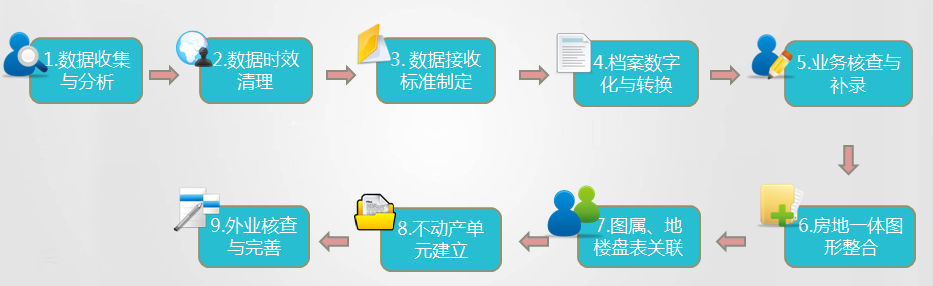 1.数据收集
与分析
2.数据时效
清理
3. 数据接收
标准制定
4.档案数字
化与转换
5.业务核查与
补录
6.房地一体图
形整合
7.图属、地
楼盘表关联
8.不动产单
元建立
9.外业核查
与完善